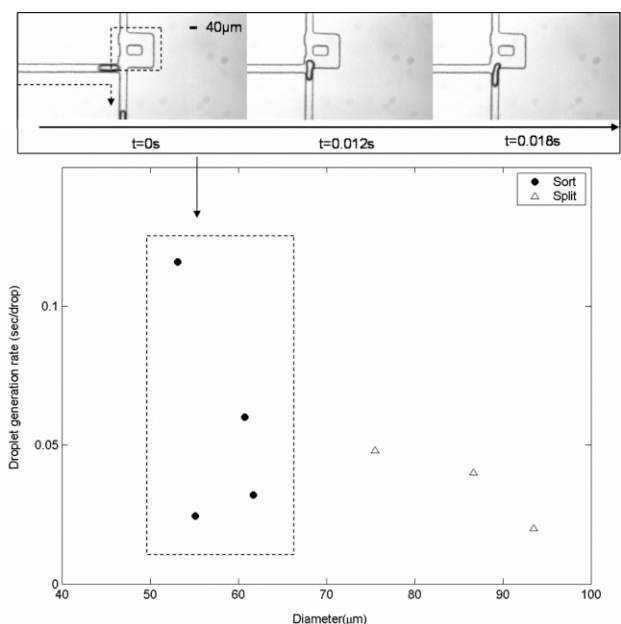 40μm
t=0s t=0.012s t=0.018s
Sort
Split
Droplet generation rate (sec/drop)
0.1
0.05
0
40 50 60 70 80 90 100
Diameter(μm)